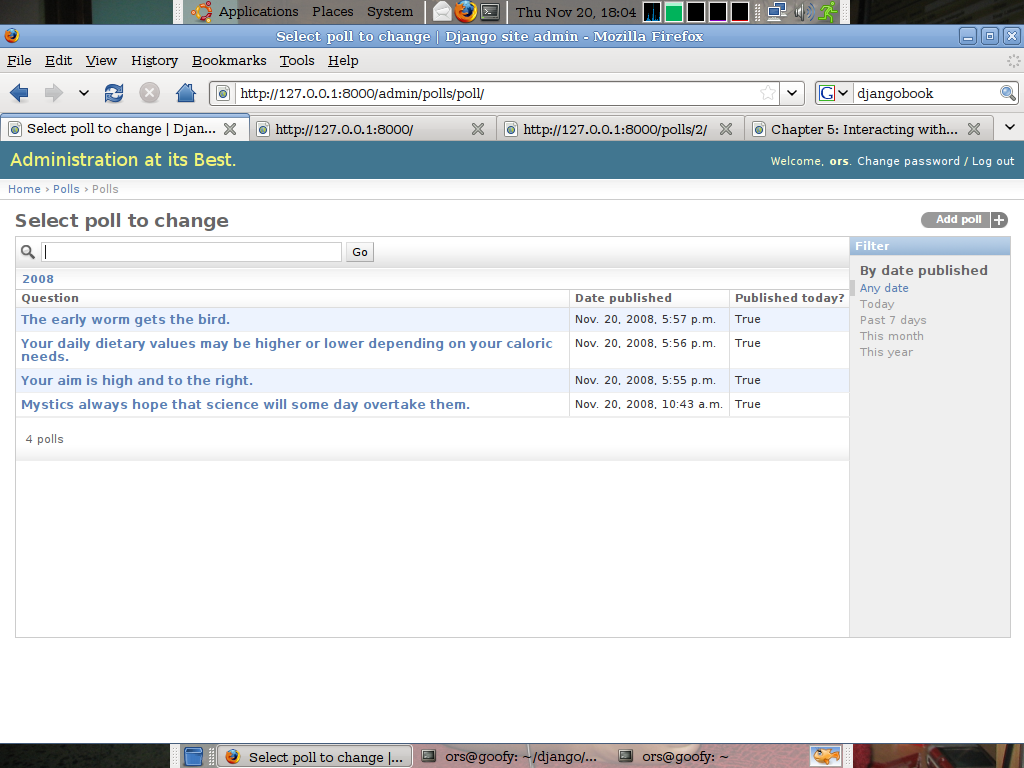 Applications Places System Thu Nov 20, 18:04
Select poll to change | Django site admin - Mozilla Firefox
File Edit View History Bookmarks Tools Help
http://127.0.0.1:8000/admin/polls/poll/ G djangobook
Select poll to change | Djan... http://127.0.0.1:8000/ http://127.0.0.1:8000/polls/2/ Chapter 5: Interacting with...
Administration at its Best. Welcome, ors. Change password / Log out
Home › Polls › Polls
Select poll to change Add poll +
Go Filter
2008 By date published
Question Date published Published today? Any date
The early worm gets the bird. Nov. 20, 2008, 5:57 p.m. True Today
Past 7 days
Your daily dietary values may be higher or lower depending on your caloric Nov. 20, 2008, 5:56 p.m. True This month
needs. This year
Your aim is high and to the right. Nov. 20, 2008, 5:55 p.m. True
Mystics always hope that science will some day overtake them. Nov. 20, 2008, 10:43 a.m. True
4 polls
Select poll to change |... ors@goofy: ~/django/... ors@goofy: ~